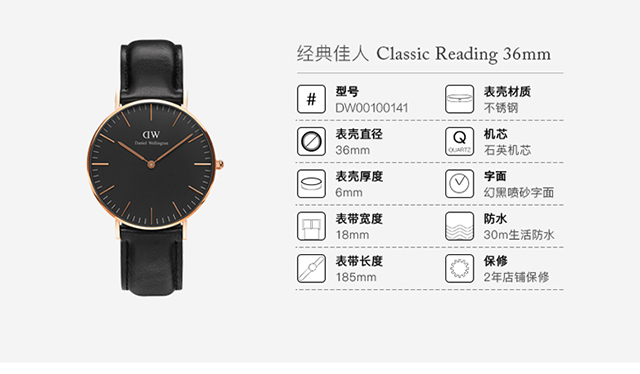 经典佳人 Classic Reading 36mm
DW
Daniel Wellington
#
型号
DW00100141
表壳材质
不锈钢
表壳直径
36mm
Q
QUARTZ
机芯
石英机芯
表壳厚度
6mm
字面
幻黑喷砂字面
表带宽度
18mm
防水
30m生活防水
表带长度
185mm
保修
2年店铺保修